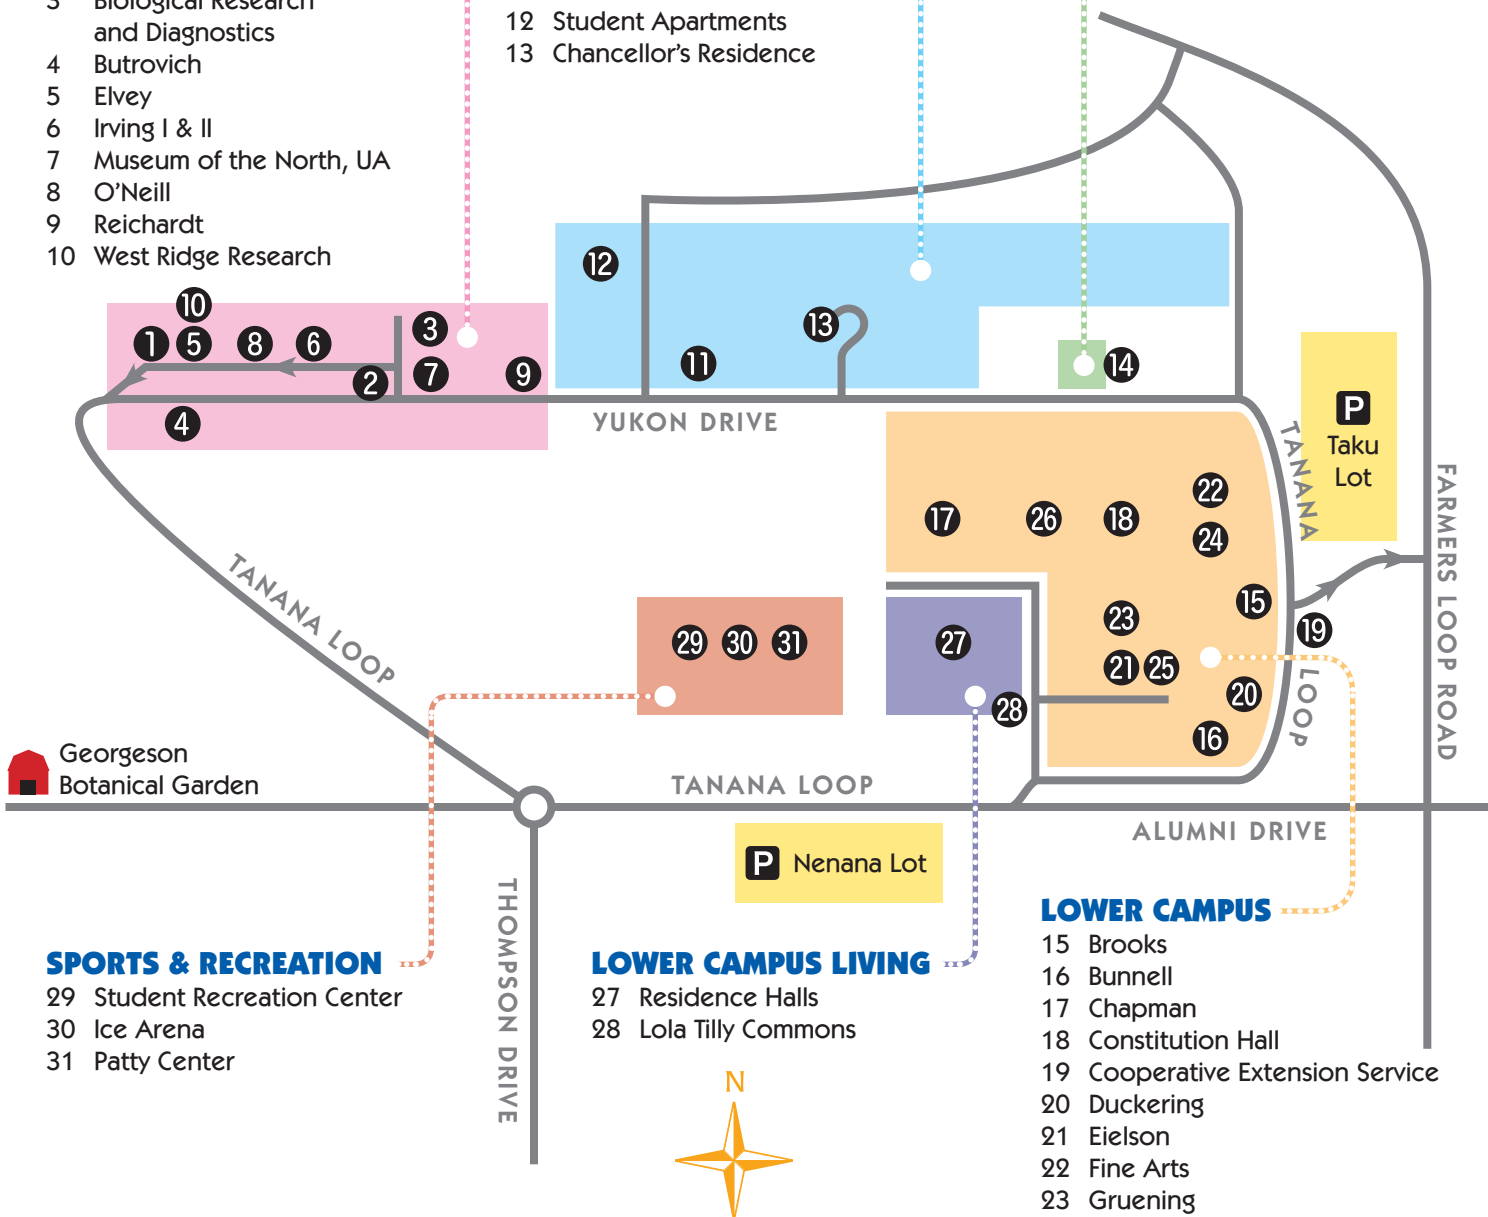 3 Biological Research
and Diagnostics
4 Butrovich
5 Elvey
6 Irving I & II
7 Museum of the North, UA
8 O'Neill
9 Reichardt
10 West Ridge Research
12 Student Apartments
13 Chancellor's Residence
10
1
5
8
6
3
2
7
9
4
12
13
11
14
YUKON DRIVE
P
Taku
Lot
TANANA
LOOP
FARMERS LOOP ROAD
17
26
18
22
24
15
23
19
21
25
20
16
TANANA LOOP
29
30
31
27
28
Georgeson
Botanical Garden
TANANA LOOP
ALUMNI DRIVE
P Nenana Lot
THOMPSON DRIVE
SPORTS & RECREATION
29 Student Recreation Center
30 Ice Arena
31 Patty Center
LOWER CAMPUS LIVING
27 Residence Halls
28 Lola Tilly Commons
N
LOWER CAMPUS
15 Brooks
16 Bunnell
17 Chapman
18 Constitution Hall
19 Cooperative Extension Service
20 Duckering
21 Eielson
22 Fine Arts
23 Gruening